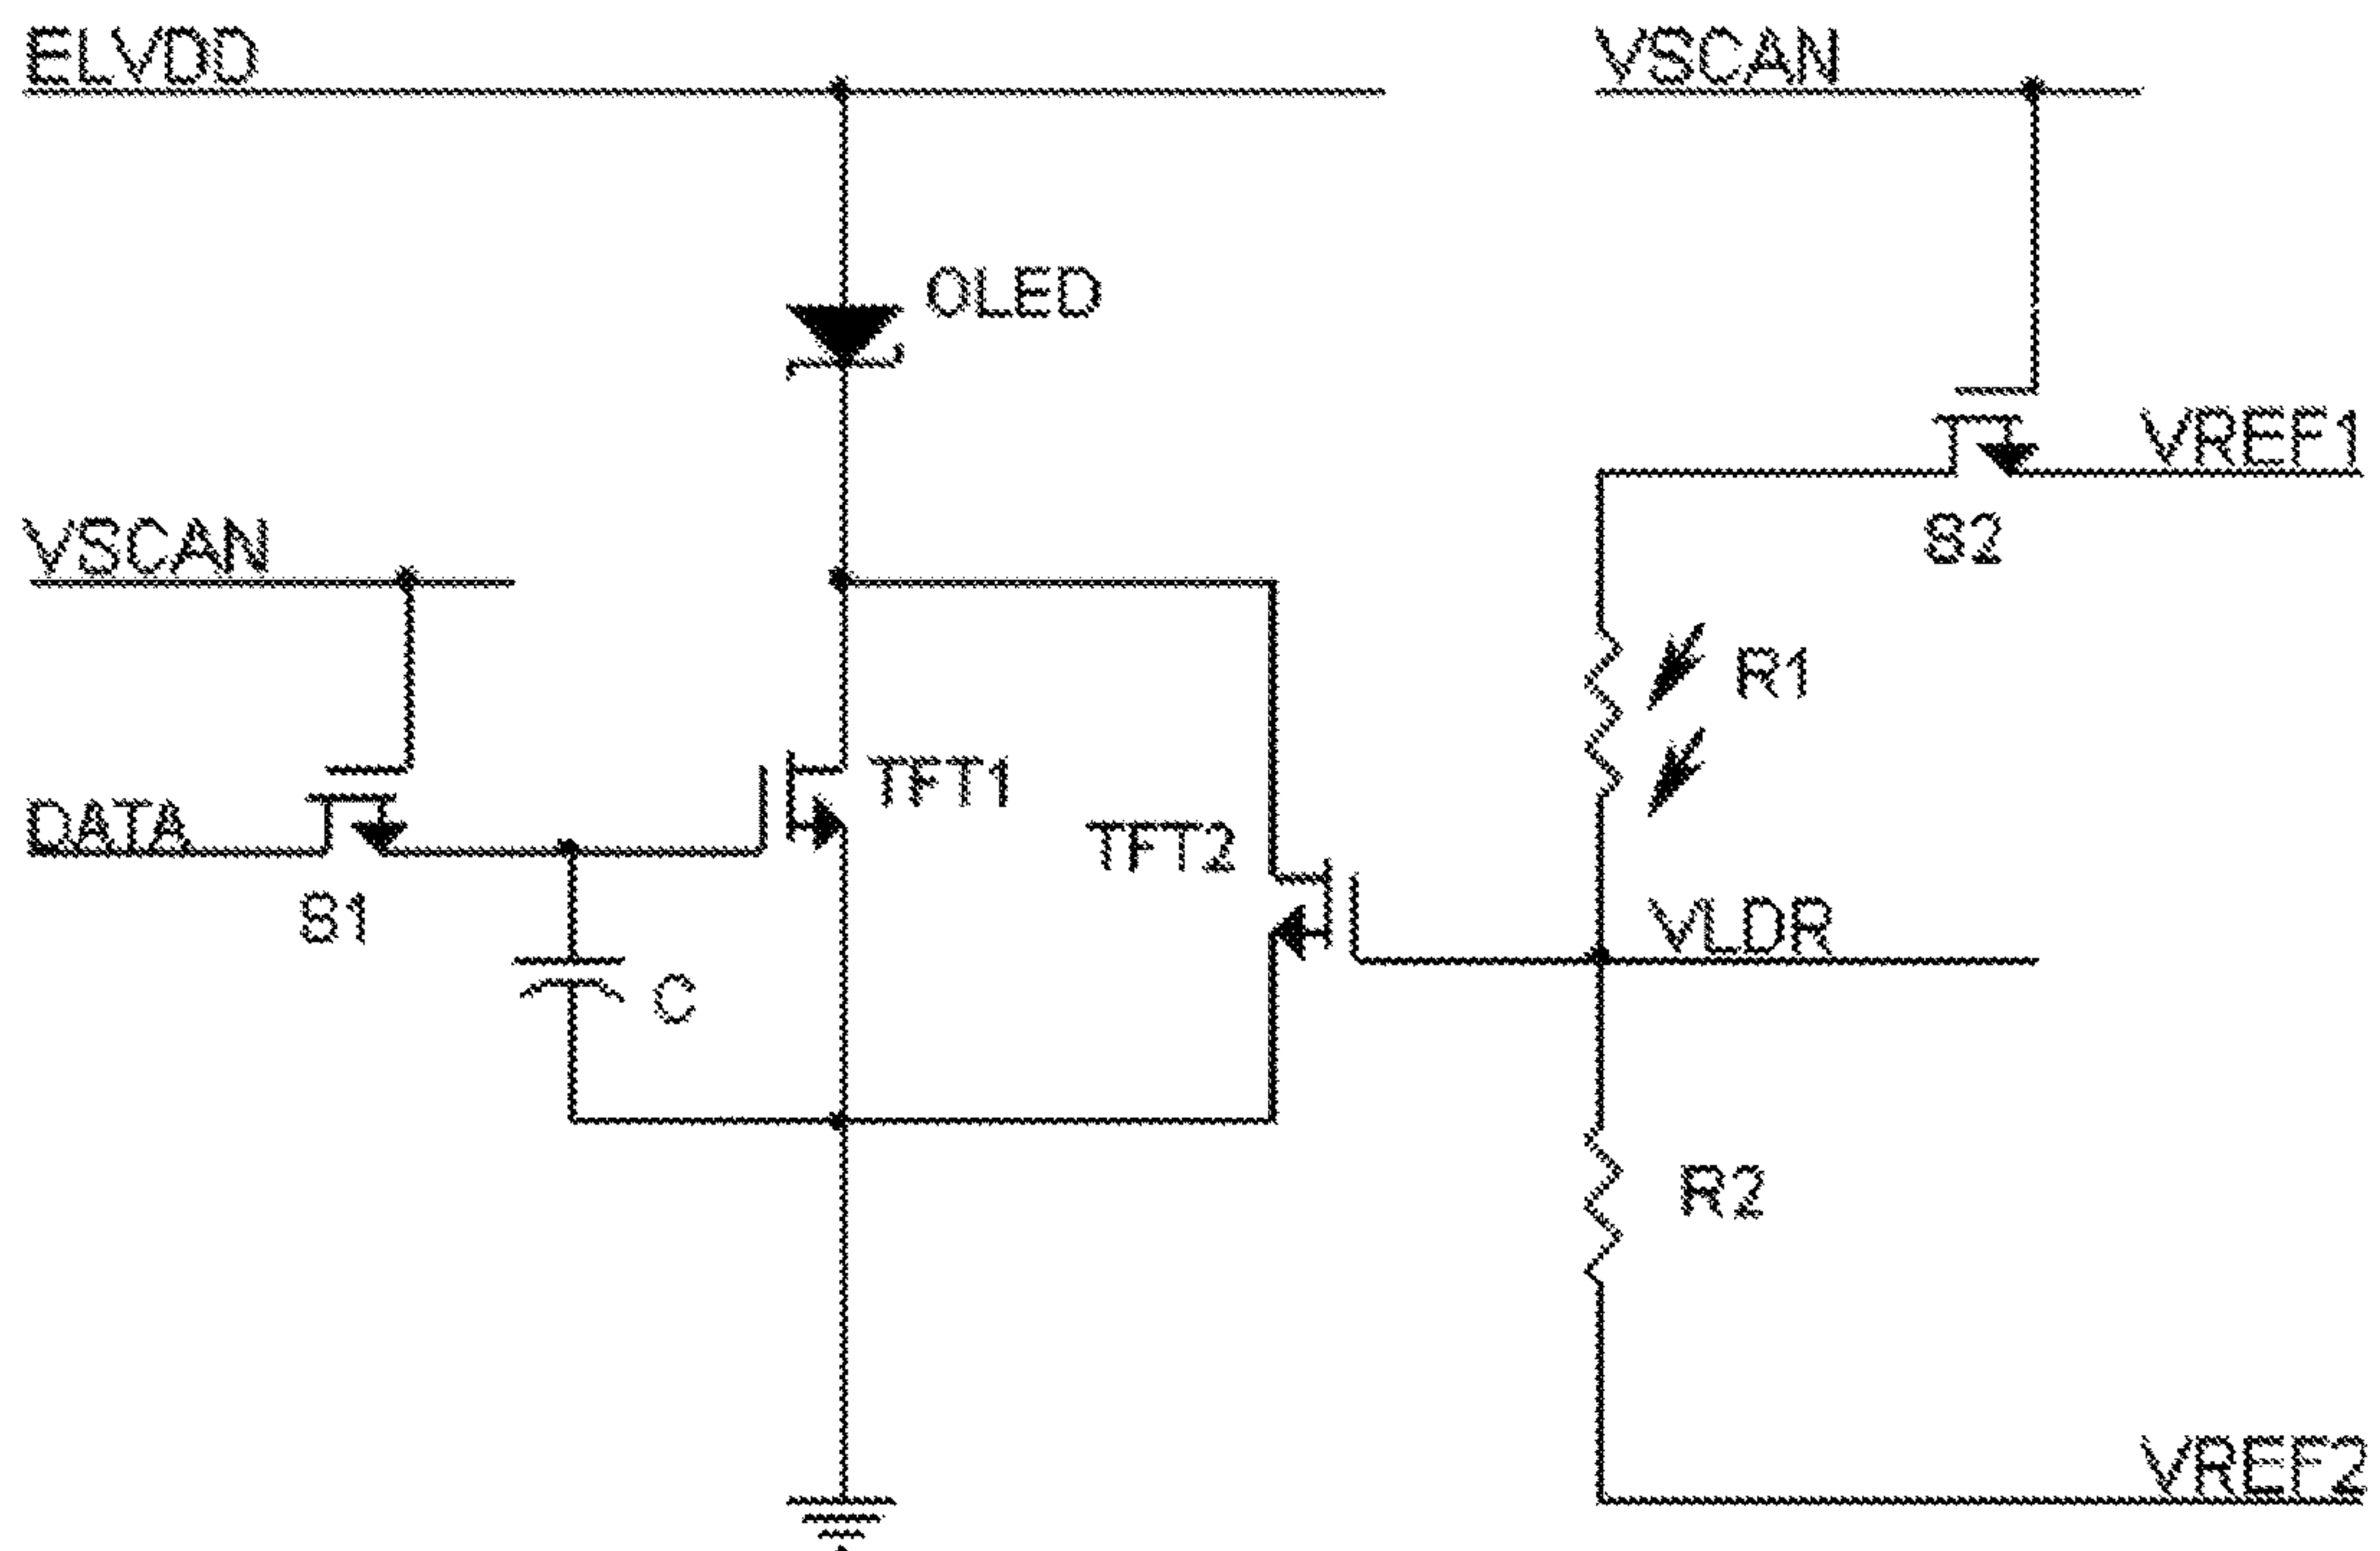 ELVDD
VSCAN
OLED
VREF1
VSCAN
S2
R1
TFT1
DATA
TFT2
S1
VLDR
C
R2
VREF2